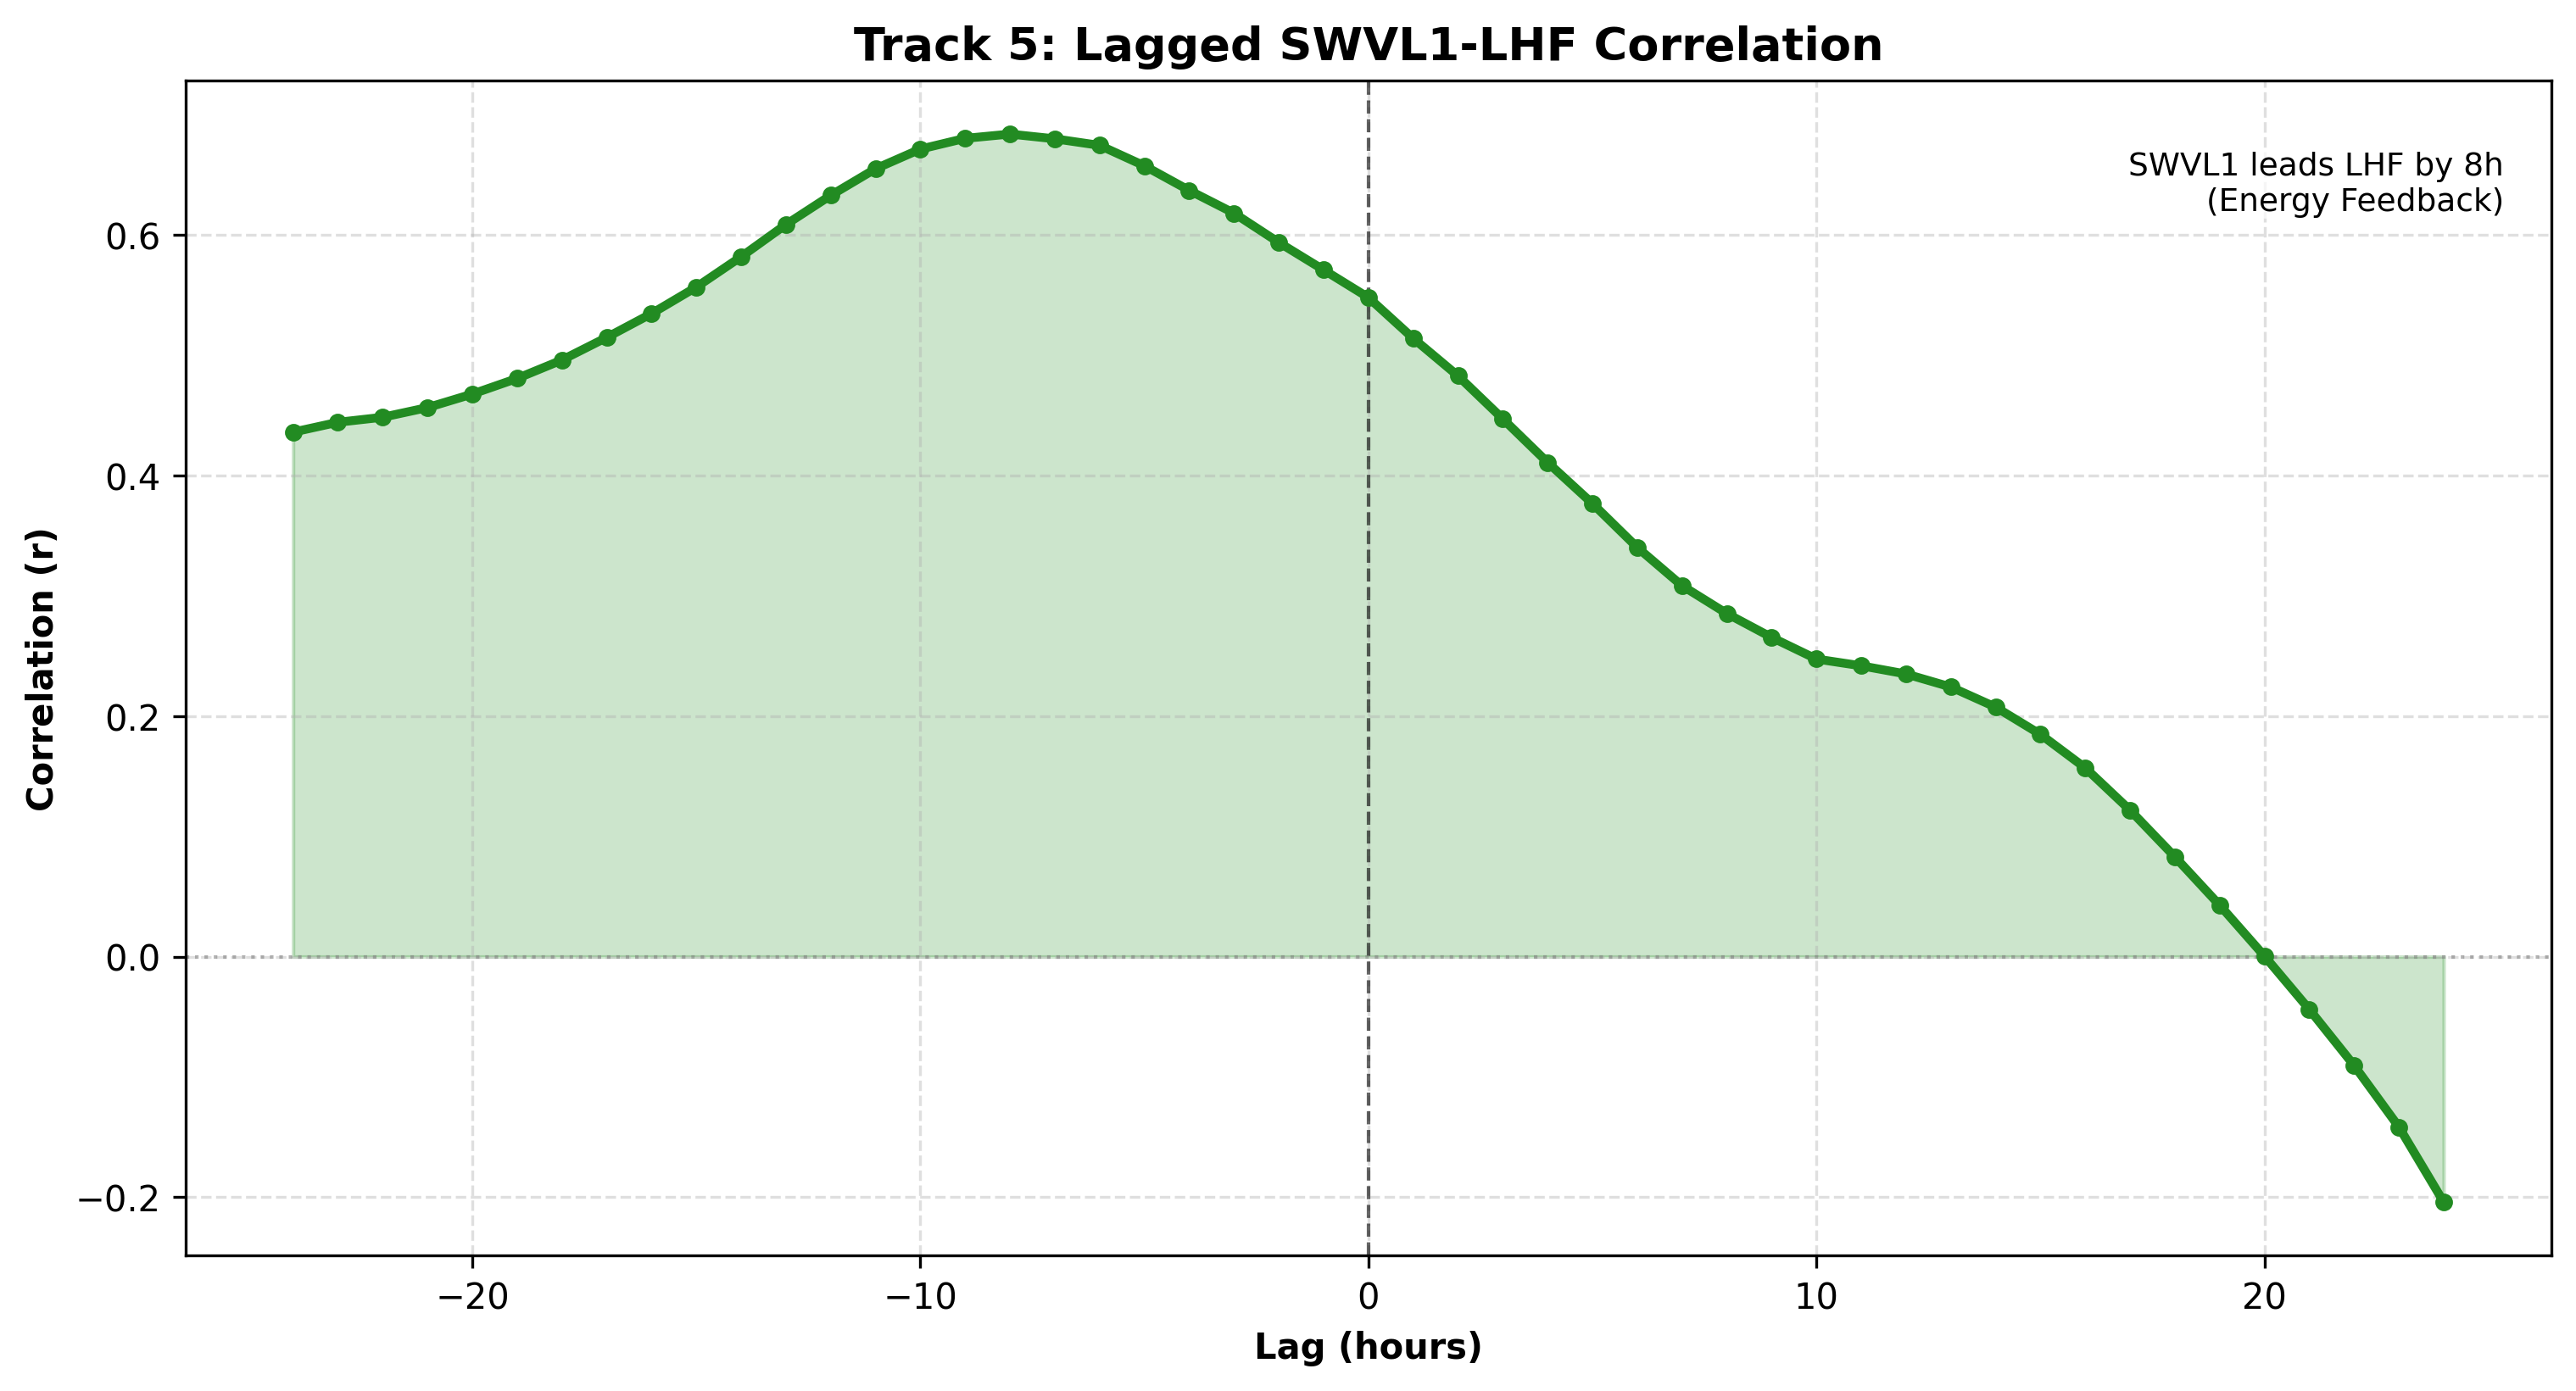 Track 5: Lagged SWVL1-LHF Correlation
SWVL1 leads LHF by 8h
(Energy Feedback)
Correlation (r)
0.6
0.4
0.2
0.0
−0.2
−20
−10
0
10
20
Lag (hours)